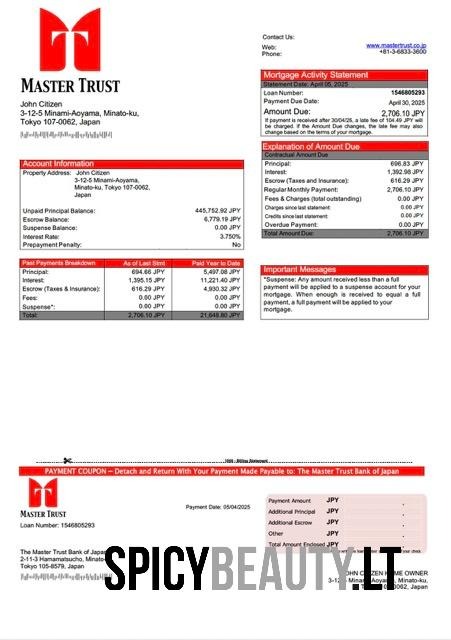 Contact Us:
Web: www.mastertrust.co.jp
Phone: +81-3-6833-3600
MASTER TRUST
John Citizen
3-12-5 Minami-Aoyama, Minato-ku,
Tokyo 107-0062, Japan
Mortgage Activity Statement
Statement Date: April 05, 2025
Loan Number: 1546805293
Payment Due Date: April 30, 2025
Amount Due: 2,706.10 JPY
If payment is received after 30/04/25, a late fee of 104.49 JPY will
be charged. If the Amount Due changes, the late fee may also
change based on the terms of your mortgage.
Explanation of Amount Due
Contractual Amount Due
Principal: 696.83 JPY
Interest: 1,392.98 JPY
Escrow (Taxes and Insurance): 616.29 JPY
Regular Monthly Payment: 2,706.10 JPY
Fees & Charges (total outstanding) 0.00 JPY
Charges since last statement: 0.00 JPY
Credits since last statement: 0.00 JPY
Overdue Payment: 0.00 JPY
Total Amount Due: 2,706.10 JPY
Account Information
Property Address: John Citizen
3-12-5 Minami-Aoyama,
Minato-ku, Tokyo 107-0062,
Japan
Unpaid Principal Balance: 445,752.92 JPY
Escrow Balance: 6,779.19 JPY
Suspense Balance: 0.00 JPY
Interest Rate: 3.750%
Prepayment Penalty: No
Past Payments Breakdown As of Last Stmt Paid Year to Date
Principal: 694.66 JPY 5,497.08 JPY
Interest: 1,395.15 JPY 11,221.40 JPY
Escrow (Taxes & Insurance): 616.29 JPY 4,930.32 JPY
Fees: 0.00 JPY 0.00 JPY
Suspense*: 0.00 JPY 0.00 JPY
Total: 2,706.10 JPY 21,648.80 JPY
Important Messages
*Suspense: Any amount received less than a full
payment will be applied to a suspense account for your
mortgage. When enough is received to equal a full
payment, a full payment will be applied to your
mortgage.
Billing Statement
PAYMENT COUPON – Detach and Return With Your Payment Made Payable to: The Master Trust Bank of Japan
MASTER TRUST
Loan Number: 1546805293
Payment Date: 05/04/2025
Payment Amount JPY .
Additional Principal JPY .
Additional Escrow JPY .
Other JPY .
Total Amount Enclosed JPY .
The Master Trust Bank of Japan
2-11-3 Hamamatsucho, Minato-
Tokyo 105-8579, Japan
JOHN CITIZEN HOME OWNER
3-12- Aoyama, Minato-ku,
107-0062, Japan
SPICYBEAUTY.LT